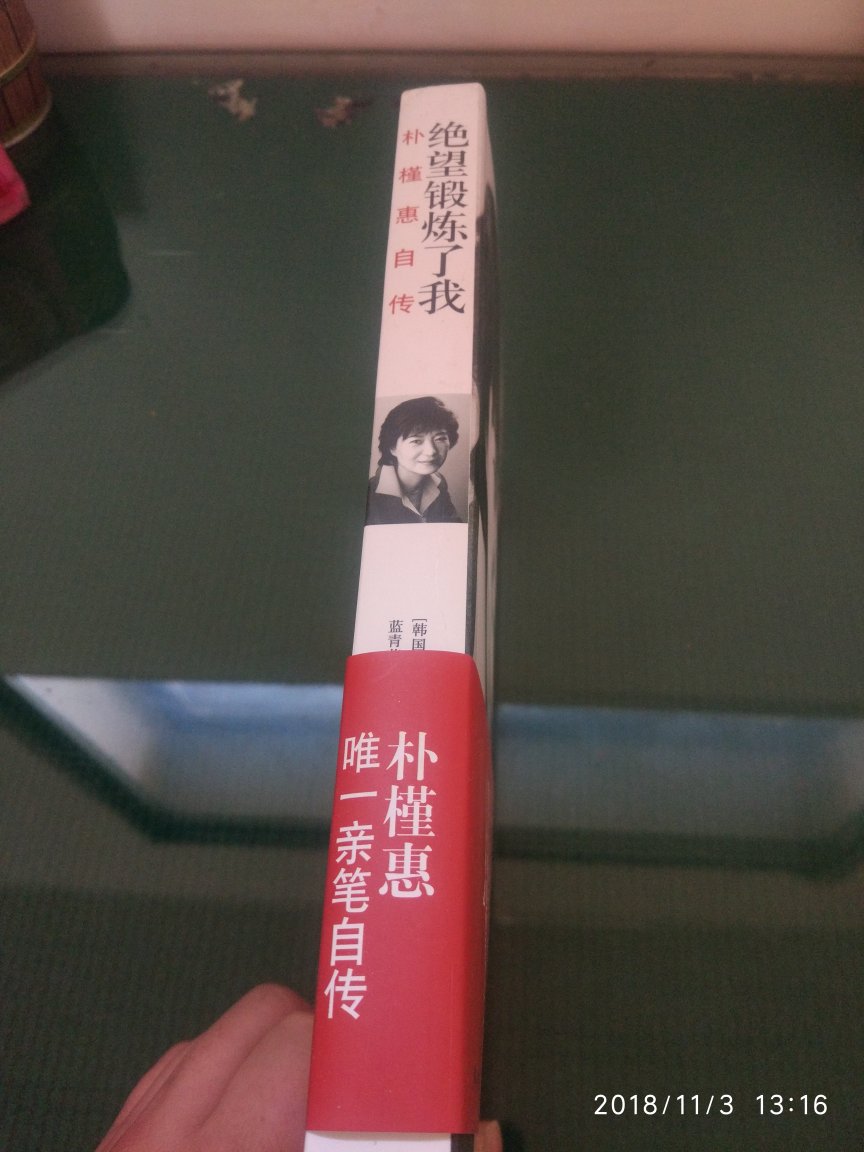 绝望锻炼了我
朴槿惠自传
[韩国
蓝青
朴槿惠
唯一亲笔自传
2018/11/3 13:16